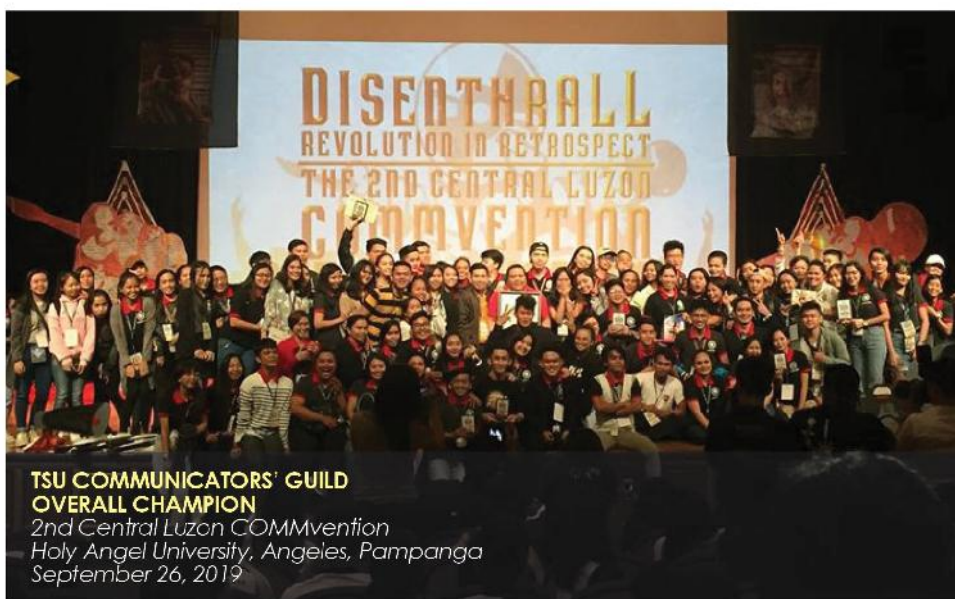 DISENTHRALL
REVOLUTION IN RETROSPECT
THE 2ND CENTRAL LUZON
COMMVENTION
TSU COMMUNICATORS' GUILD
OVERALL CHAMPION
2nd Central Luzon COMMvention
Holy Angel University, Angeles, Pampanga
September 26, 2019